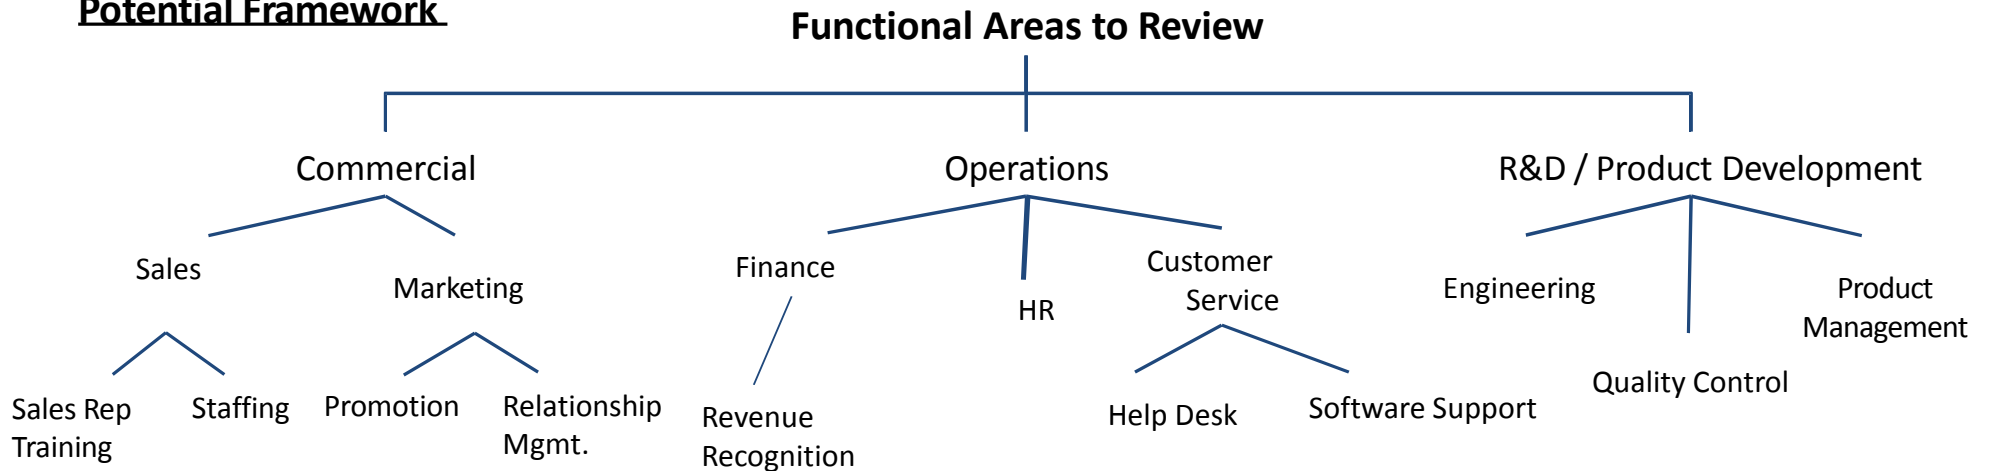 Potential Framework
Functional Areas to Review
Commercial
Operations
R&D / Product Development
Sales
Marketing
Finance
HR
Customer
Service
Engineering
Product
Management
Quality Control
Sales Rep
Training
Staffing
Promotion
Relationship
Mgmt.
Revenue
Recognition
Help Desk
Software Support